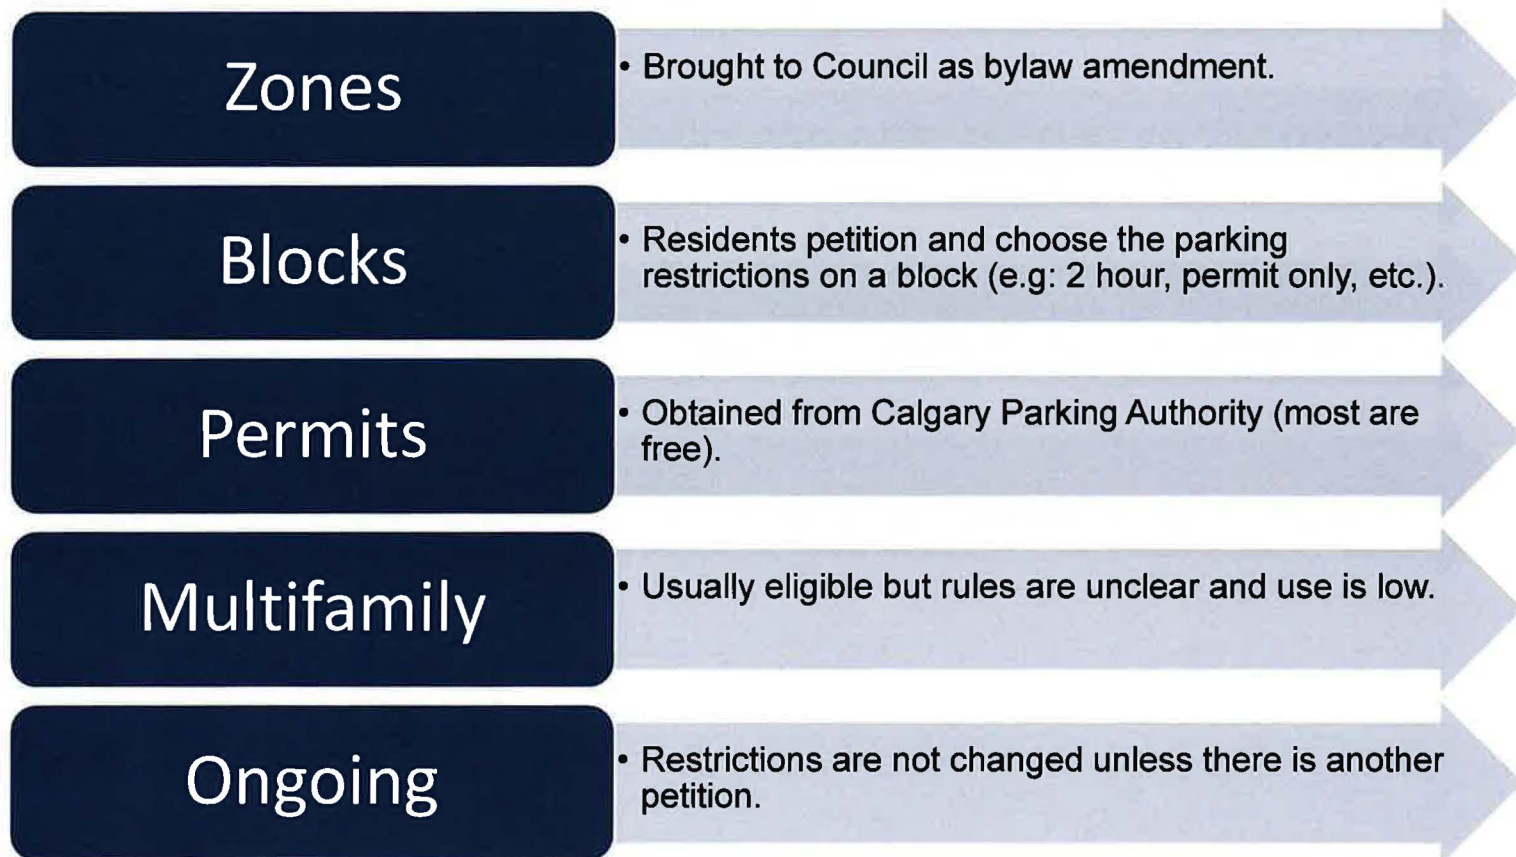 Zones
• Brought to Council as bylaw amendment.
Blocks
• Residents petition and choose the parking
restrictions on a block (e.g: 2 hour, permit only, etc.).
Permits
• Obtained from Calgary Parking Authority (most are
free).
Multifamily
• Usually eligible but rules are unclear and use is low.
Ongoing
• Restrictions are not changed unless there is another
petition.